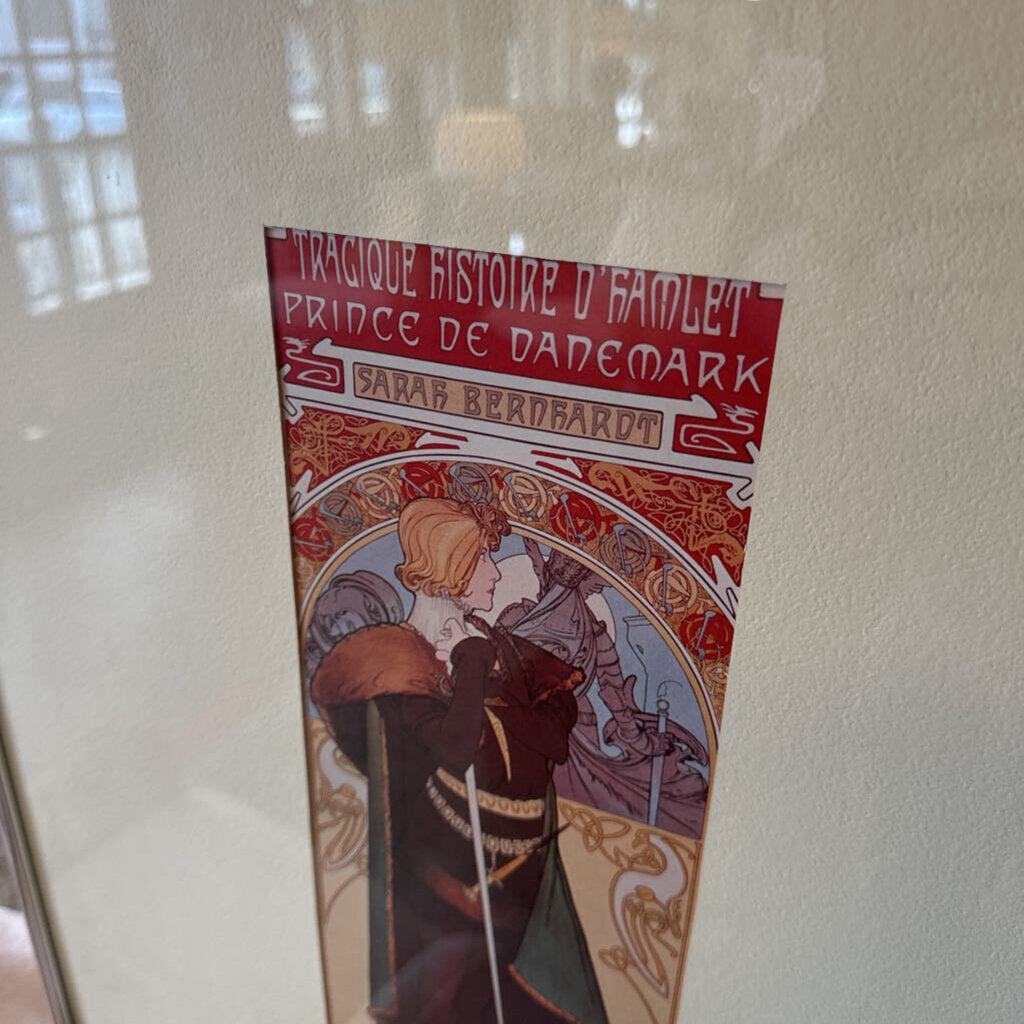 TRAGIQUE HISTOIRE D'HAMLET
PRINCE DE DANEMARK
SARAH BERNHARDT